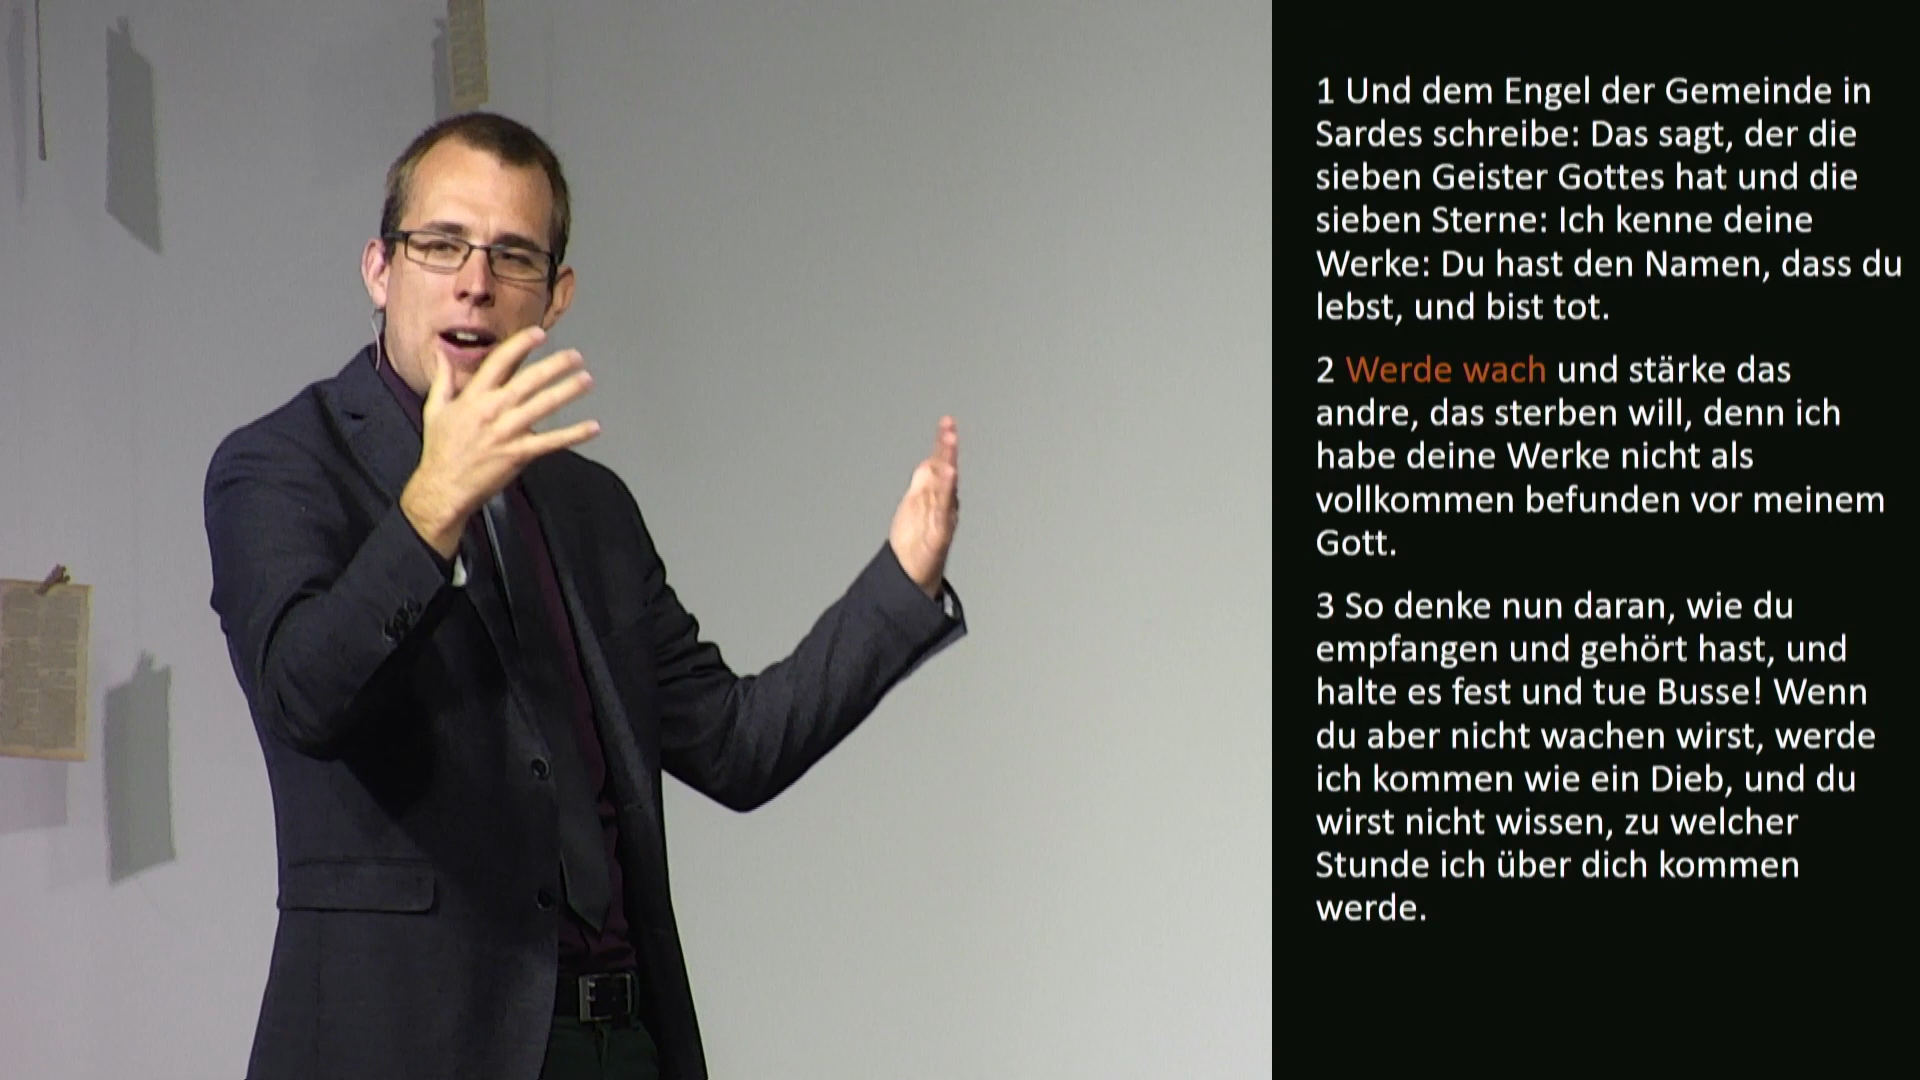 1 Und dem Engel der Gemeinde in
Sardes schreibe: Das sagt, der die
sieben Geister Gottes hat und die
sieben Sterne: Ich kenne deine
Werke: Du hast den Namen, dass du
lebst, und bist tot.
2 Werde wach und stärke das
andre, das sterben will, denn ich
habe deine Werke nicht als
vollkommen befunden vor meinem
Gott.
3 So denke nun daran, wie du
empfangen und gehört hast, und
halte es fest und tue Busse! Wenn
du aber nicht wachen wirst, werde
ich kommen wie ein Dieb, und du
wirst nicht wissen, zu welcher
Stunde ich über dich kommen
werde.